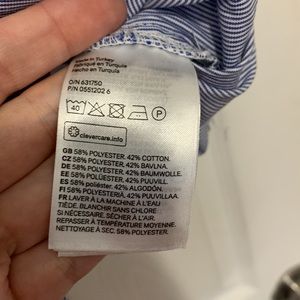 Made in Turkey
Fabriqué en Turquie
Hecho en Turquía
O/N 631750
P/N 0551202 6
40
P
clevercare.info
GB 58% POLYESTER, 42% COTTON.
CZ 58% POLYESTER, 42% BAVLNA.
DE 58% POLYESTER, 42% BAUMWOLLE.
EE 58% POLÜESTER, 42% PUUVILL.
ES 58% poliéster, 42% ALGODÓN.
FI 58% POLYESTERI, 42% PUUVILLAA.
FR LAVER À LA MACHINE À L'EAU
TIÈDE. BLANCHIR SANS CHLORE
SI NÉCESSAIRE. SÉCHER À L'AIR.
REPASSER À TEMPÉRATURE MOYENNE.
NETTOYAGE À SEC. 58% POLYESTER,